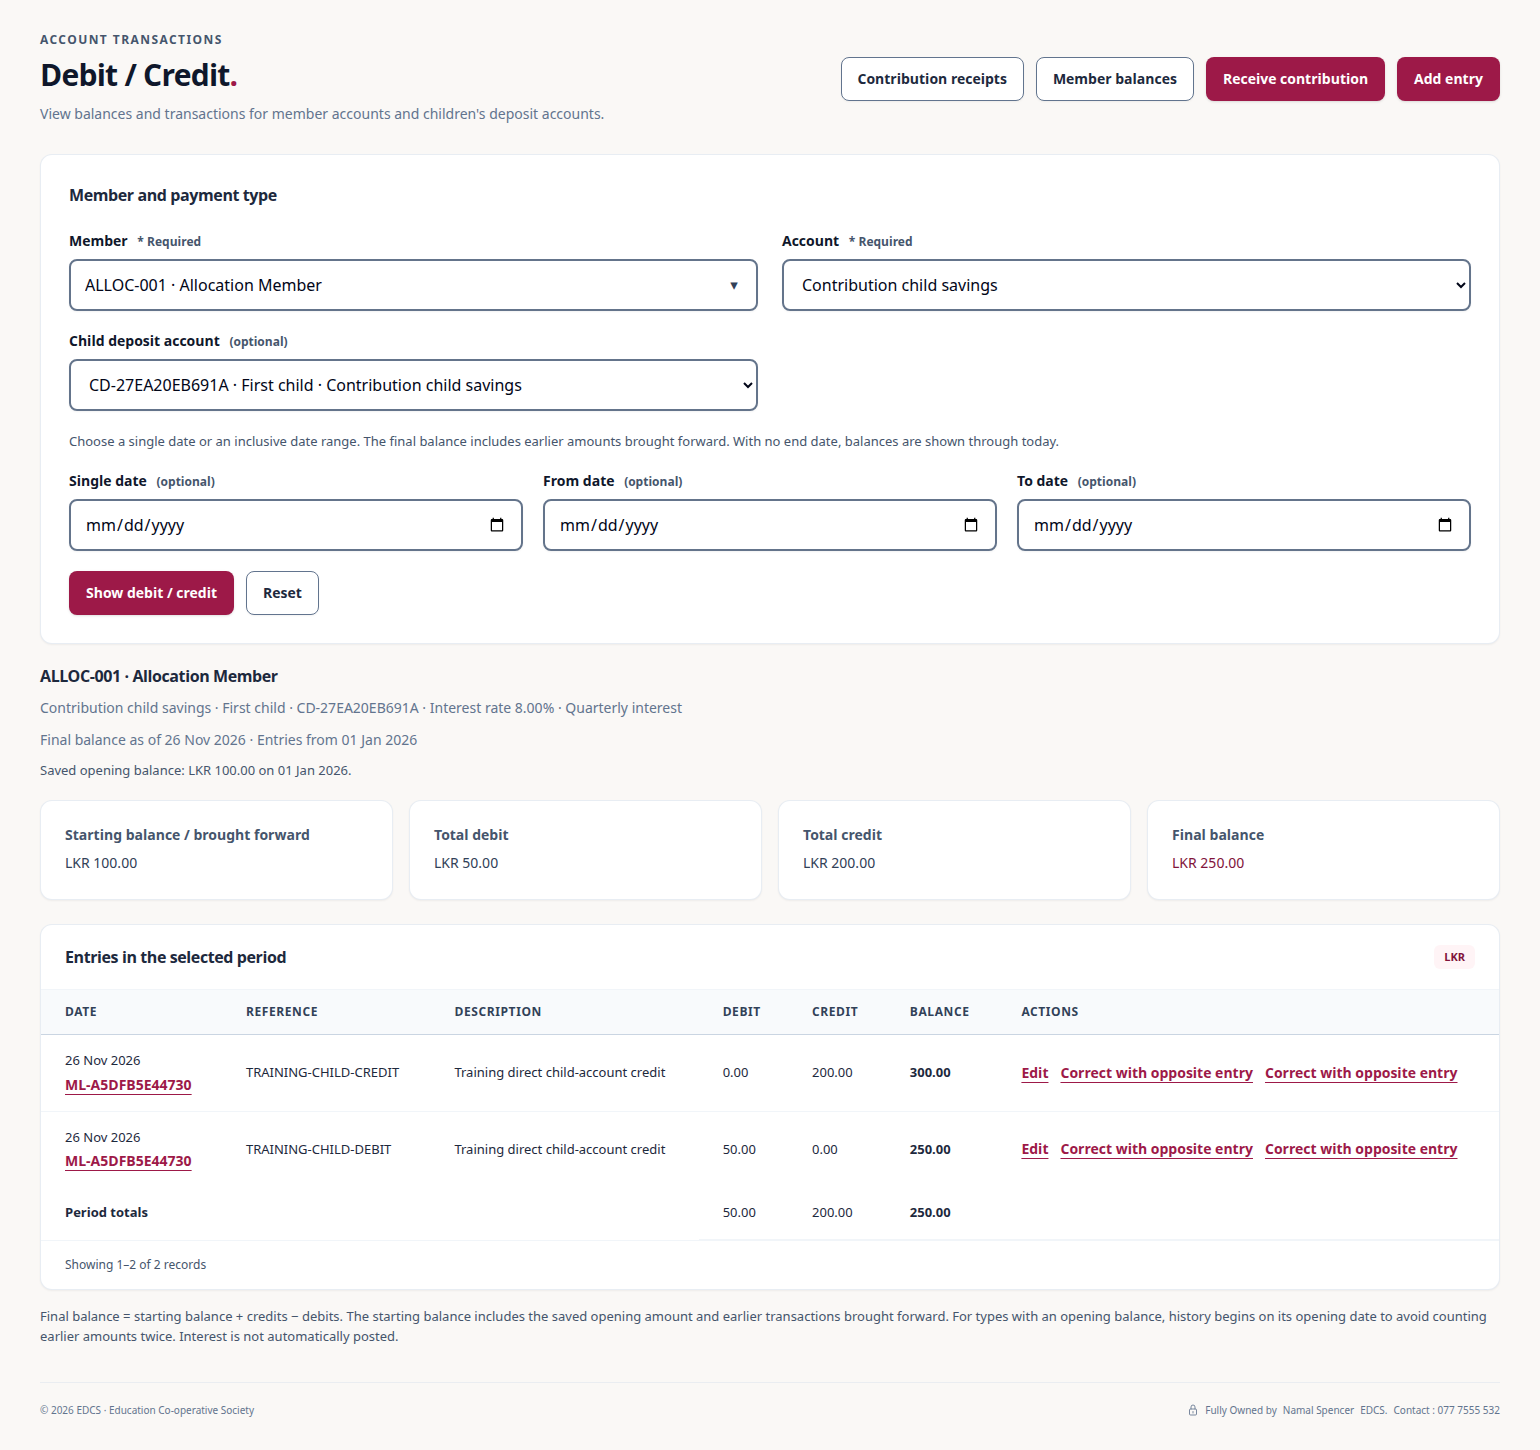 ACCOUNT TRANSACTIONS
Debit / Credit.
View balances and transactions for member accounts and children's deposit accounts.
Contribution receipts
Member balances
Receive contribution
Add entry
Member and payment type
Member * Required
Account * Required
ALLOC-001 · Allocation Member
Contribution child savings
Child deposit account (optional)
CD-27EA20EB691A · First child · Contribution child savings
Choose a single date or an inclusive date range. The final balance includes earlier amounts brought forward. With no end date, balances are shown through today.
Single date (optional)
From date (optional)
To date (optional)
mm/dd/yyyy
mm/dd/yyyy
mm/dd/yyyy
Show debit / credit
Reset
ALLOC-001 · Allocation Member
Contribution child savings · First child · CD-27EA20EB691A · Interest rate 8.00% · Quarterly interest
Final balance as of 26 Nov 2026 · Entries from 01 Jan 2026
Saved opening balance: LKR 100.00 on 01 Jan 2026.
Starting balance / brought forward
LKR 100.00
Total debit
LKR 50.00
Total credit
LKR 200.00
Final balance
LKR 250.00
Entries in the selected period
LKR
DATE REFERENCE DESCRIPTION DEBIT CREDIT BALANCE ACTIONS
26 Nov 2026
ML-A5DFB5E44730
TRAINING-CHILD-CREDIT Training direct child-account credit 0.00 200.00 300.00 Edit Correct with opposite entry Correct with opposite entry
26 Nov 2026
ML-A5DFB5E44730
TRAINING-CHILD-DEBIT Training direct child-account credit 50.00 0.00 250.00 Edit Correct with opposite entry Correct with opposite entry
Period totals 50.00 200.00 250.00
Showing 1–2 of 2 records
Final balance = starting balance + credits − debits. The starting balance includes the saved opening amount and earlier transactions brought forward. For types with an opening balance, history begins on its opening date to avoid counting
earlier amounts twice. Interest is not automatically posted.
© 2026 EDCS · Education Co-operative Society
Fully Owned by Namal Spencer EDCS. Contact : 077 7555 532